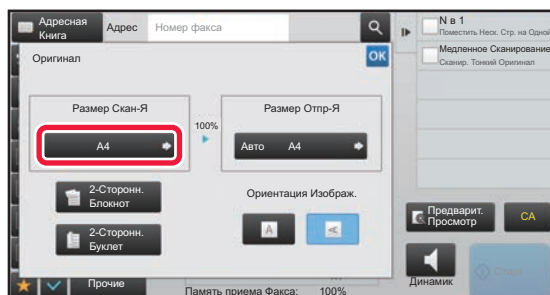 Адресная
Книга
Адрес
Номер факса
N в 1
Поместить Неск. Стр. на Одной
Медленное Сканирование
Сканир. Тонкий Оригинал
Оригинал
OK
Размер Скан-Я
A4
100%
Размер Отпр-Я
Авто A4
2-Сторонн.
Блокнот
2-Сторонн.
Буклет
Ориентация Изображ.
A
A
Предварит.
Просмотр
CA
Прочие
Память приема Факса: 100%
Динамик
Старт